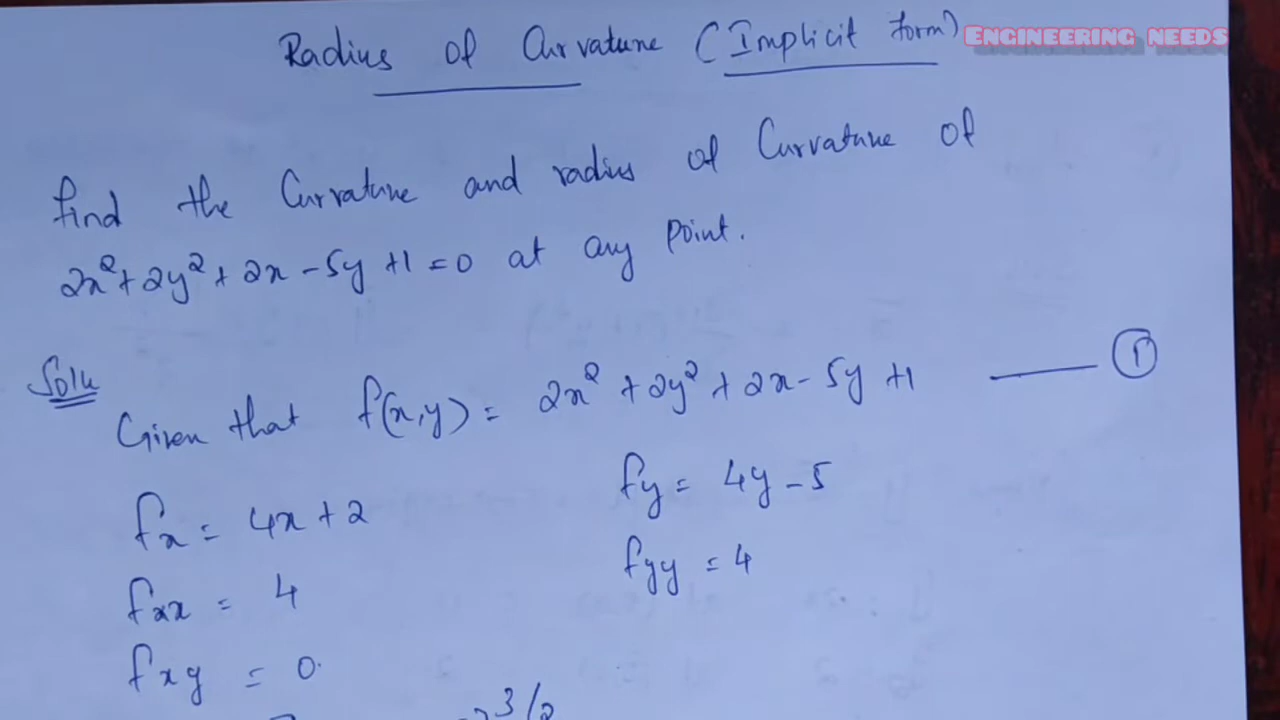 Radius of Curvature (Implicit form)
ENGINEERING NEEDS
find the Curvature and radius of Curvature of
2x²+2y²+2x-5y+1=0 at any point.
Soln
Given that f(x,y) = 2x²+2y²+2x-5y+1 —— ①
fx = 4x+2 fy = 4y-5
fxx = 4 fyy = 4
fxy = 0
3/2